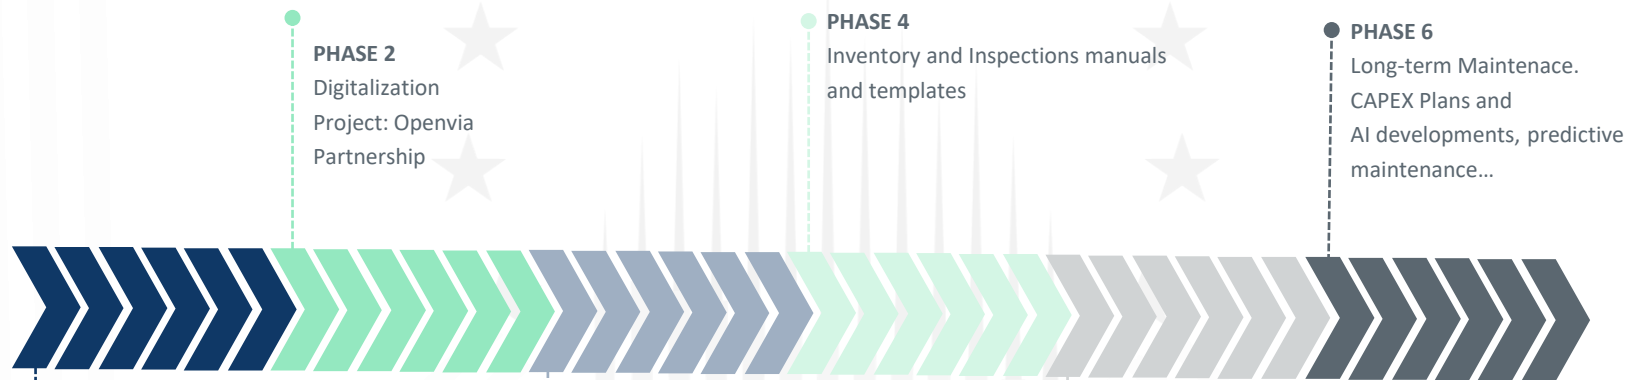 PHASE 2
Digitalization
Project: Openvia
Partnership
PHASE 4
Inventory and Inspections manuals
and templates
PHASE 6
Long-term Maintenace.
CAPEX Plans and
AI developments, predictive
maintenance...